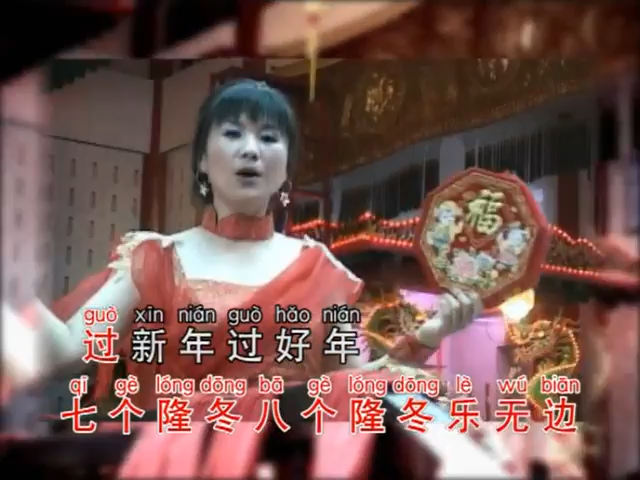 福
guò xīn nián guò hǎo nián
过新年过好年
qī gè lóng dōng bā gè lóng dōng lè wú biān
七个隆冬八个隆冬乐无边